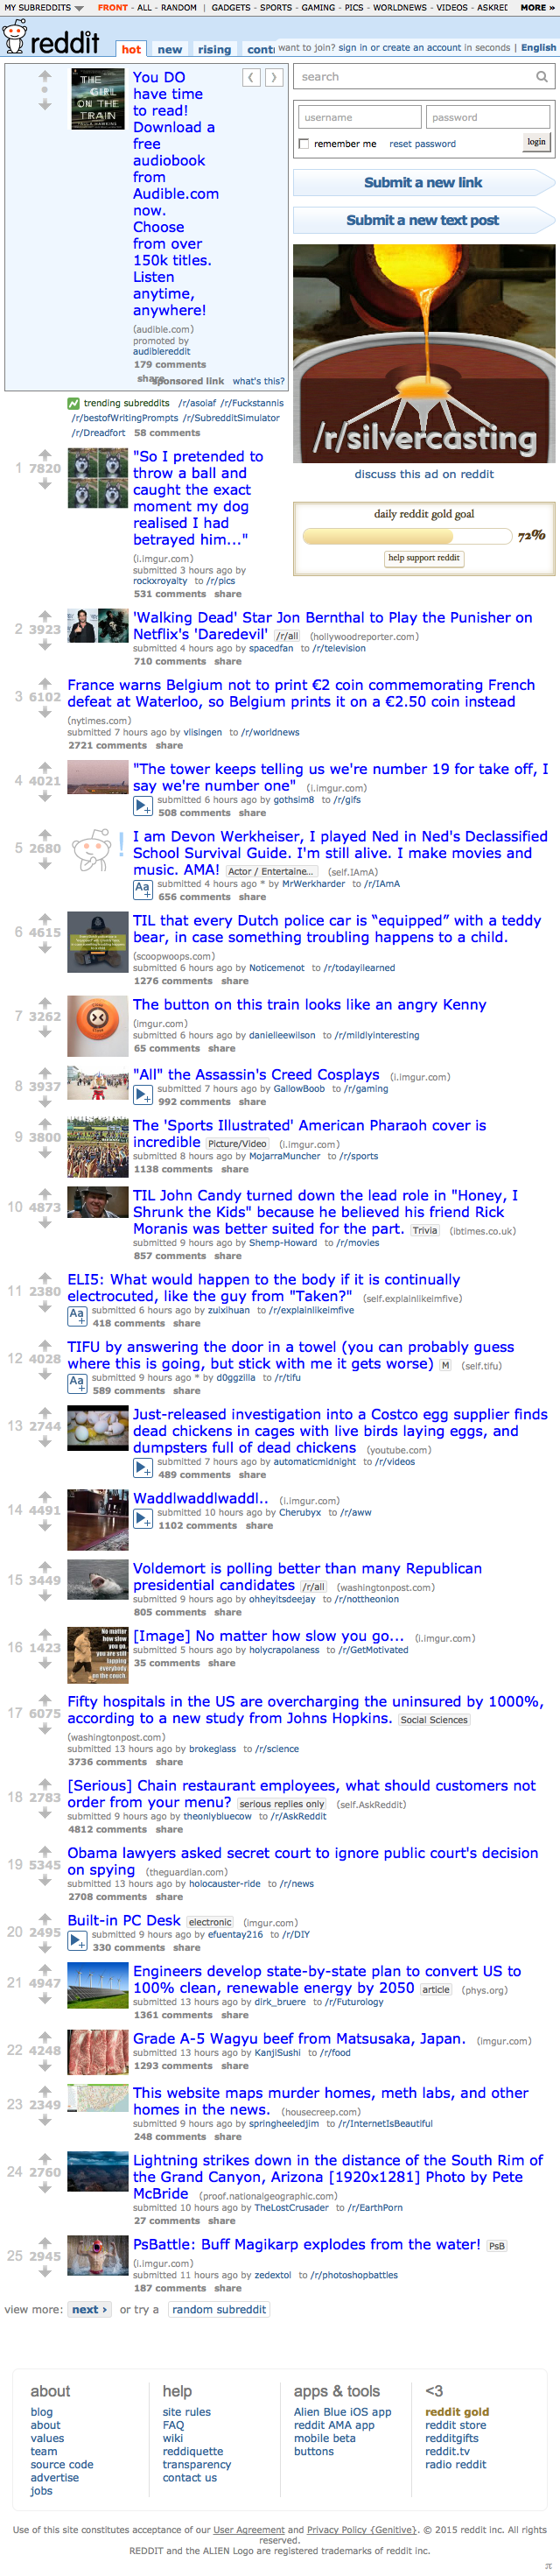 MY SUBREDDITS FRONT - ALL - RANDOM | GADGETS - SPORTS - GAMING - PICS - WORLDNEWS - VIDEOS - ASKREI MORE »
reddit hot new rising cont want to join? sign in or create an account in seconds | English
THE GIRL ON THE TRAIN
You DO
have time
to read!
Download a
free
audiobook
from
Audible.com
now.
Choose
from over
150k titles.
Listen
anytime,
anywhere!
(audible.com)
promoted by
audiblereddit
179 comments
share
sponsored link what's this?
search
username password
remember me reset password login
Submit a new link
Submit a new text post
/r/silvercasting
discuss this ad on reddit
daily reddit gold goal
72%
help support reddit
trending subreddits /r/asoiaf /r/Fuckstannis
/r/bestofWritingPrompts /r/SubredditSimulator
/r/Dreadfort 58 comments
1 7820 "So I pretended to
throw a ball and
caught the exact
moment my dog
realised I had
betrayed him..."
(i.imgur.com)
submitted 3 hours ago by
rockxroyalty to /r/pics
531 comments share
2 3923 'Walking Dead' Star Jon Bernthal to Play the Punisher on
Netflix's 'Daredevil' /r/all (hollywoodreporter.com)
submitted 4 hours ago by spacedfan to /r/television
710 comments share
3 6102 France warns Belgium not to print €2 coin commemorating French
defeat at Waterloo, so Belgium prints it on a €2.50 coin instead
(nytimes.com)
submitted 7 hours ago by vlisingen to /r/worldnews
2721 comments share
4 4021 "The tower keeps telling us we're number 19 for take off, I
say we're number one" (i.imgur.com)
submitted 6 hours ago by gothsim8 to /r/gifs
508 comments share
5 2680 I am Devon Werkheiser, I played Ned in Ned's Declassified
School Survival Guide. I'm still alive. I make movies and
music. AMA! Actor / Entertaine... (self.IAmA)
Aa submitted 4 hours ago * by MrWerkharder to /r/IAmA
656 comments share
6 4615 TIL that every Dutch police car is “equipped” with a teddy
bear, in case something troubling happens to a child.
(scoopwoops.com)
submitted 6 hours ago by Noticemenot to /r/todayilearned
1276 comments share
7 3262 The button on this train looks like an angry Kenny
(imgur.com)
submitted 6 hours ago by danielleewilson to /r/mildlyinteresting
65 comments share
8 3937 "All" the Assassin's Creed Cosplays (i.imgur.com)
submitted 7 hours ago by GallowBoob to /r/gaming
992 comments share
9 3800 The 'Sports Illustrated' American Pharaoh cover is
incredible Picture/Video (i.imgur.com)
submitted 8 hours ago by MojarraMuncher to /r/sports
1138 comments share
10 4873 TIL John Candy turned down the lead role in "Honey, I
Shrunk the Kids" because he believed his friend Rick
Moranis was better suited for the part. Trivia (ibtimes.co.uk)
submitted 9 hours ago by Shemp-Howard to /r/movies
857 comments share
11 2380 ELI5: What would happen to the body if it is continually
electrocuted, like the guy from "Taken?" (self.explainlikeimfive)
Aa submitted 6 hours ago by zuixihuan to /r/explainlikeimfive
418 comments share
12 4028 TIFU by answering the door in a towel (you can probably guess
where this is going, but stick with me it gets worse) M (self.tifu)
Aa submitted 9 hours ago * by d0ggzilla to /r/tifu
589 comments share
13 2744 Just-released investigation into a Costco egg supplier finds
dead chickens in cages with live birds laying eggs, and
dumpsters full of dead chickens (youtube.com)
submitted 7 hours ago by automaticmidnight to /r/videos
489 comments share
14 4491 Waddlwaddlwaddl.. (i.imgur.com)
submitted 10 hours ago by Cherubyx to /r/aww
1102 comments share
15 3449 Voldemort is polling better than many Republican
presidential candidates /r/all (washingtonpost.com)
submitted 9 hours ago by ohheyitsdeejay to /r/nottheonion
805 comments share
No matter
how slow
you go,
you are still
lapping
everybody
on the couch.
16 1423 [Image] No matter how slow you go... (i.imgur.com)
submitted 5 hours ago by holycrapolaness to /r/GetMotivated
35 comments share
17 6075 Fifty hospitals in the US are overcharging the uninsured by 1000%,
according to a new study from Johns Hopkins. Social Sciences
(washingtonpost.com)
submitted 13 hours ago by brokeglass to /r/science
3736 comments share
18 2783 [Serious] Chain restaurant employees, what should customers not
order from your menu? serious replies only (self.AskReddit)
submitted 9 hours ago by theonlybluecow to /r/AskReddit
4812 comments share
19 5345 Obama lawyers asked secret court to ignore public court's decision
on spying (theguardian.com)
submitted 13 hours ago by holocauster-ride to /r/news
2708 comments share
20 2495 Built-in PC Desk electronic (imgur.com)
submitted 9 hours ago by efuentay216 to /r/DIY
330 comments share
21 4947 Engineers develop state-by-state plan to convert US to
100% clean, renewable energy by 2050 article (phys.org)
submitted 13 hours ago by dirk_bruere to /r/Futurology
1361 comments share
22 4248 Grade A-5 Wagyu beef from Matsusaka, Japan. (imgur.com)
submitted 13 hours ago by KanjiSushi to /r/food
1293 comments share
23 2349 This website maps murder homes, meth labs, and other
homes in the news. (housecreep.com)
submitted 9 hours ago by springheeledjim to /r/InternetIsBeautiful
248 comments share
24 2760 Lightning strikes down in the distance of the South Rim of
the Grand Canyon, Arizona [1920x1281] Photo by Pete
McBride (proof.nationalgeographic.com)
submitted 10 hours ago by TheLostCrusader to /r/EarthPorn
27 comments share
25 2945 PsBattle: Buff Magikarp explodes from the water! PsB
(i.imgur.com)
submitted 11 hours ago by zedextol to /r/photoshopbattles
187 comments share
view more: next › or try a random subreddit
about help apps & tools <3
blog site rules Alien Blue iOS app reddit gold
about FAQ reddit AMA app reddit store
values wiki mobile beta redditgifts
team reddiquette buttons reddit.tv
source code transparency radio reddit
advertise contact us
jobs
Use of this site constitutes acceptance of our User Agreement and Privacy Policy {Genitive}. © 2015 reddit inc. All rights
reserved.
REDDIT and the ALIEN Logo are registered trademarks of reddit inc.
π